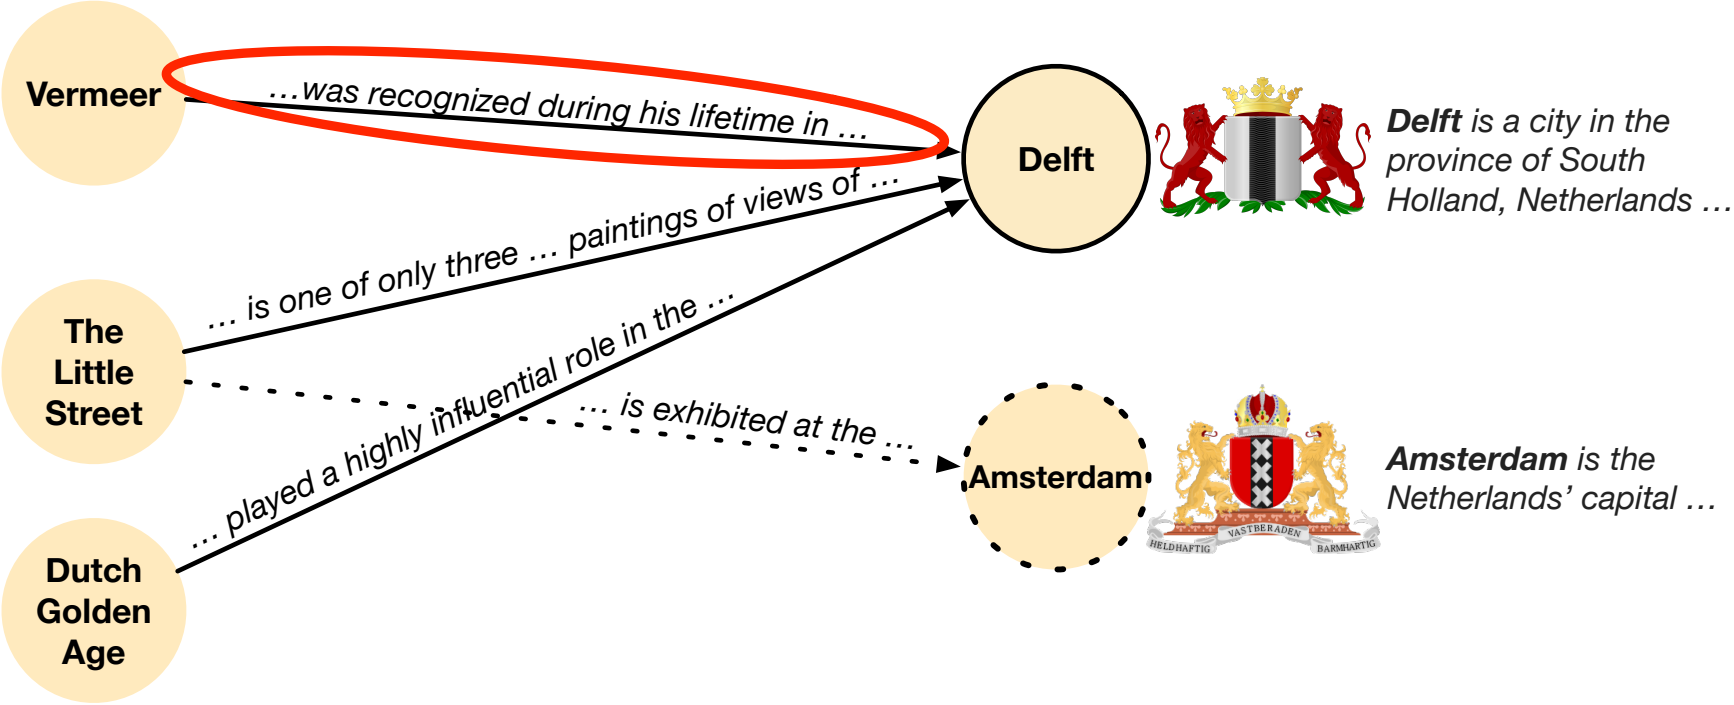 Vermeer
…was recognized during his lifetime in …
Delft
Delft is a city in the
province of South
Holland, Netherlands …
… is one of only three … paintings of views of …
The
Little
Street
… played a highly influential role in the …
… is exhibited at the …
Amsterdam
HELDHAFTIG
VASTBERADEN
BARMHARTIG
Amsterdam is the
Netherlands’ capital …
Dutch
Golden
Age